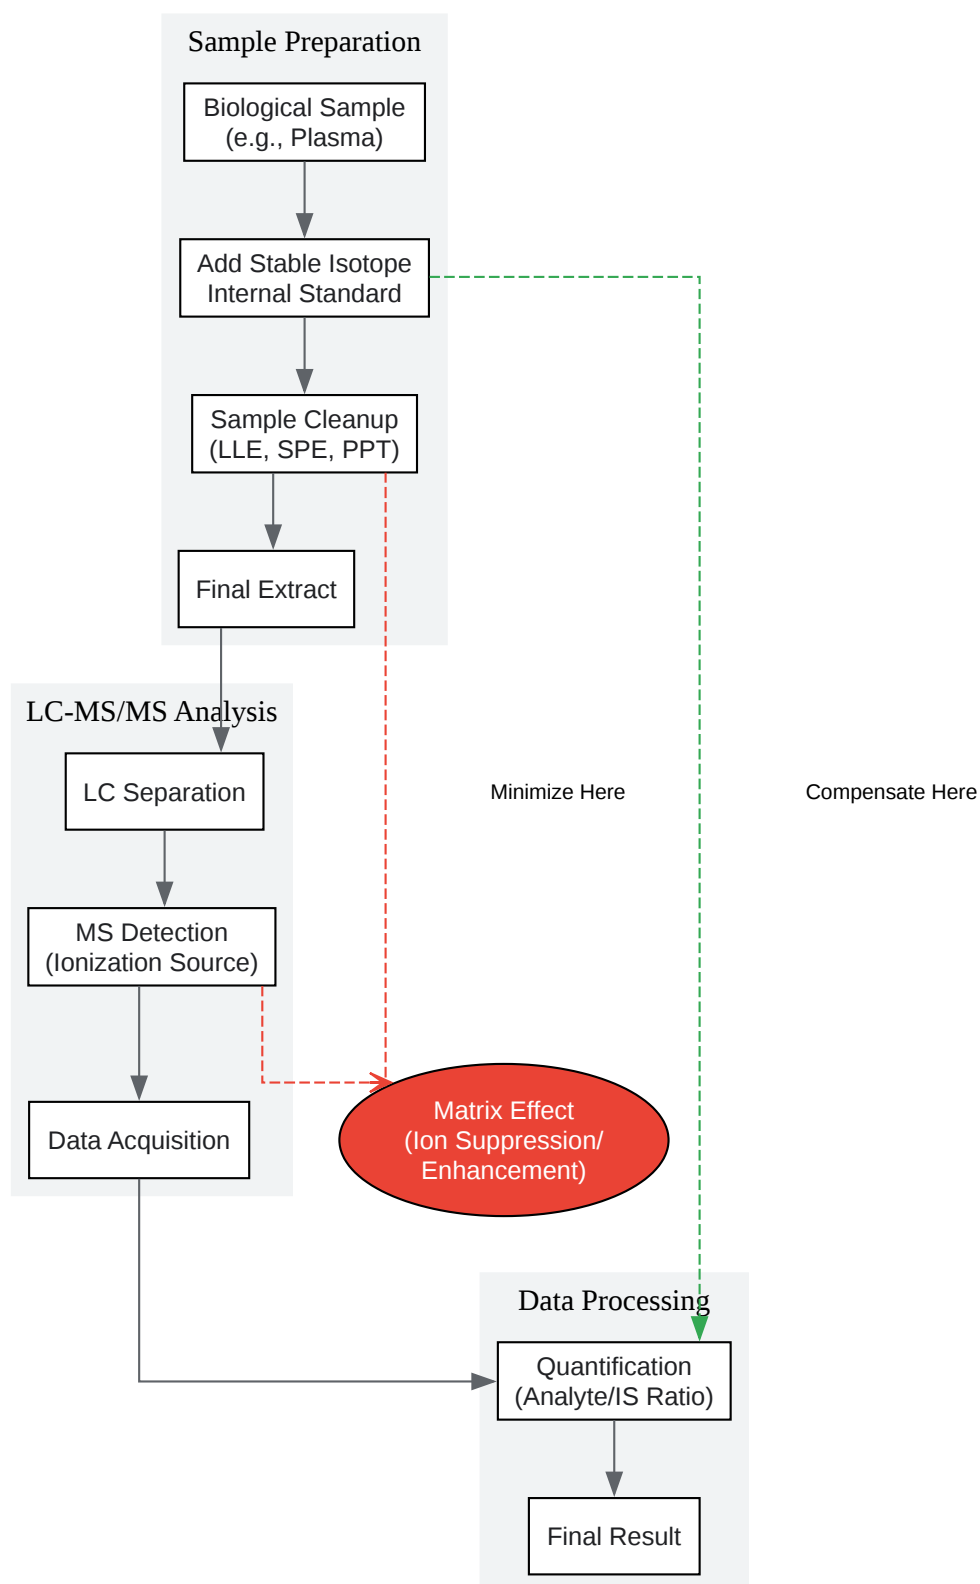 Sample Preparation
Biological Sample
(e.g., Plasma)
Add Stable Isotope
Internal Standard
Sample Cleanup
(LLE, SPE, PPT)
Final Extract
LC-MS/MS Analysis
LC Separation
Minimize Here
Compensate Here
MS Detection
(Ionization Source)
Data Acquisition
Matrix Effect
(Ion Suppression/
Enhancement)
Data Processing
Quantification
(Analyte/IS Ratio)
Final Result